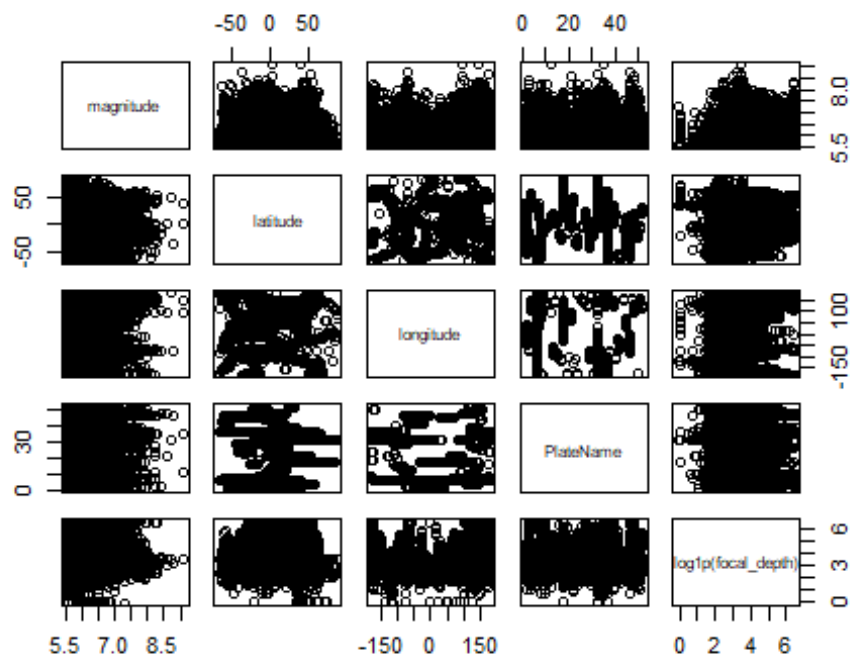 -50 0 50 0 20 40
magnitude 5.5 8.0
-50 50 latitude
longitude -150 100
0 30 PlateName
log1p(focal_depth) 0 3 6
5.5 7.0 8.5 -150 0 150 0 2 4 6